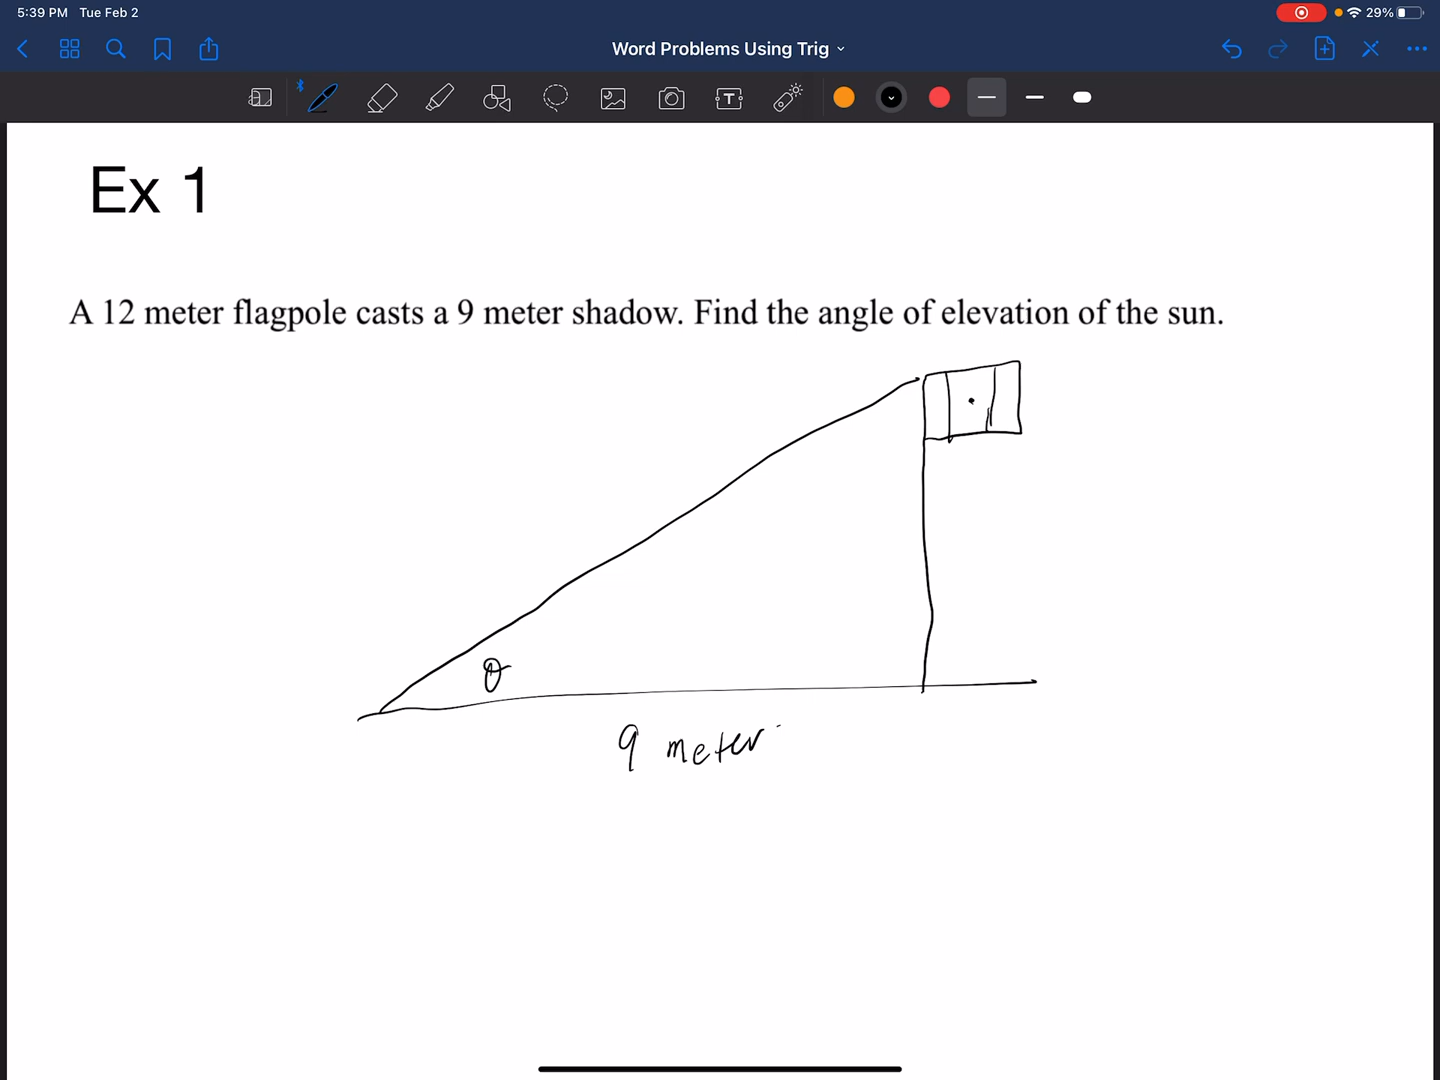 5:39 PM Tue Feb 2
29%
Word Problems Using Trig
T
Ex 1
A 12 meter flagpole casts a 9 meter shadow. Find the angle of elevation of the sun.
θ
9 meter